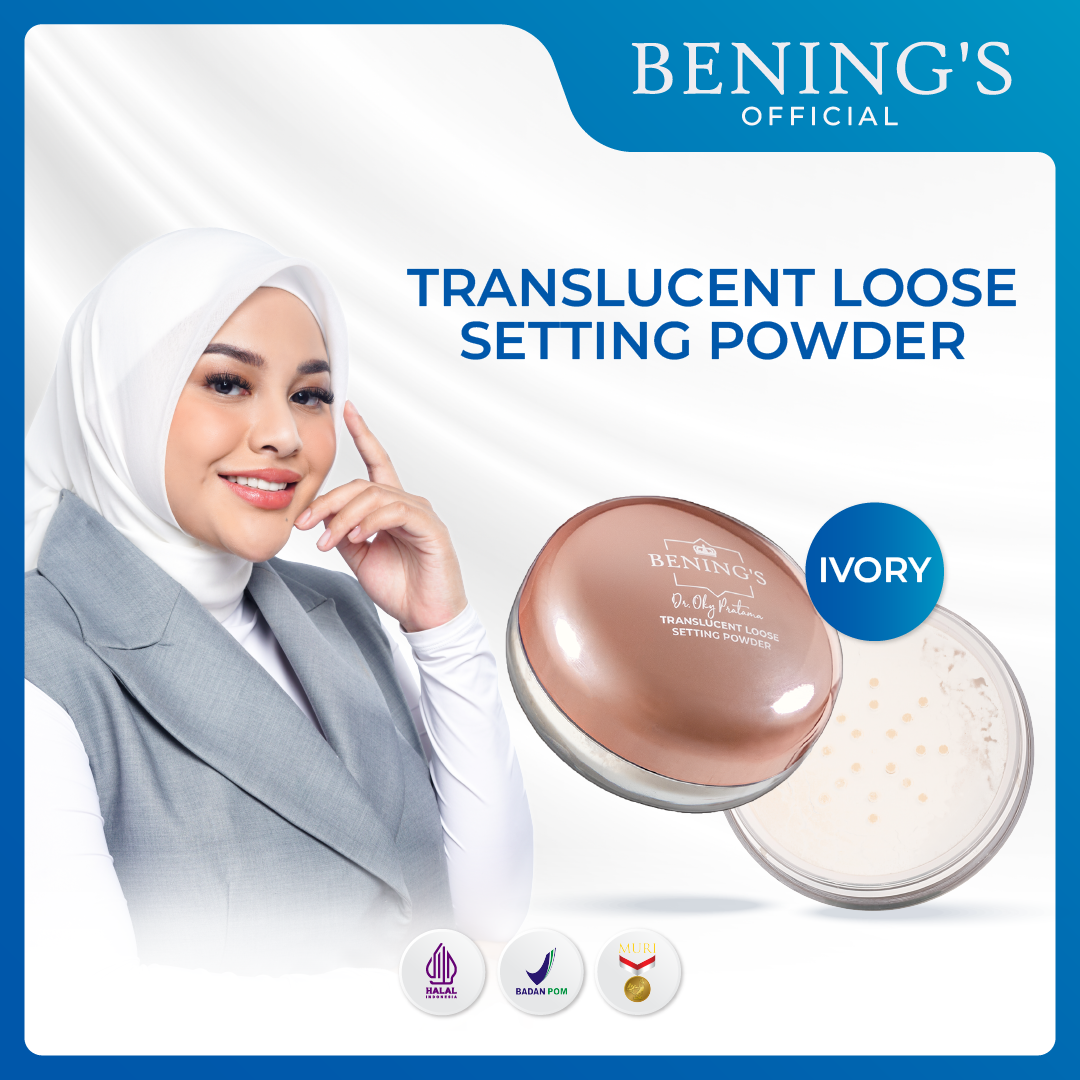 BENING'S
OFFICIAL
TRANSLUCENT LOOSE
SETTING POWDER
IVORY
BENING'S
Dr. Oky Pratama
TRANSLUCENT LOOSE
SETTING POWDER
HALAL
INDONESIA
BADAN POM
MURI